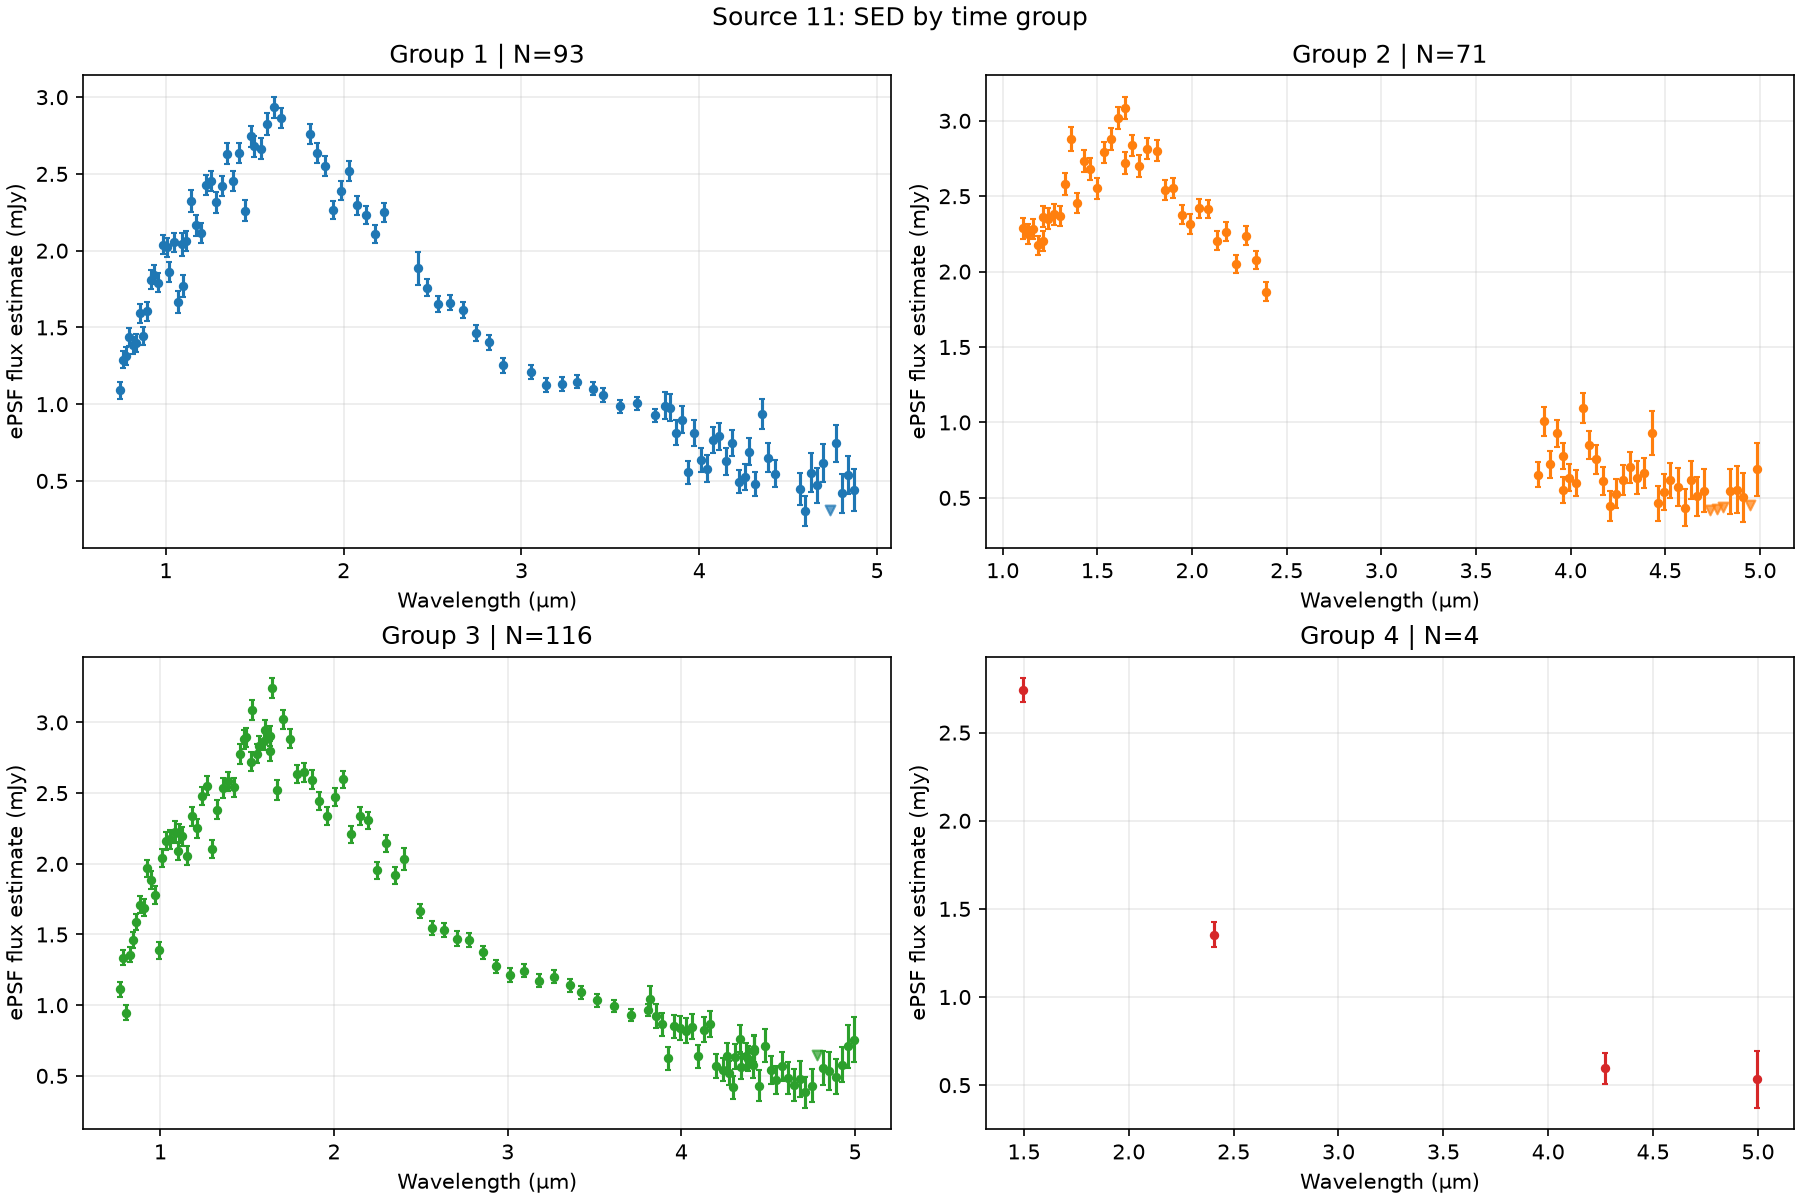 Source 11: SED by time group
Group 1 | N=93
3.0
2.5
2.0
1.5
1.0
0.5
ePSF flux estimate (mJy)
1 2 3 4 5
Wavelength (μm)
Group 2 | N=71
3.0
2.5
2.0
1.5
1.0
0.5
ePSF flux estimate (mJy)
1.0 1.5 2.0 2.5 3.0 3.5 4.0 4.5 5.0
Wavelength (μm)
Group 3 | N=116
3.0
2.5
2.0
1.5
1.0
0.5
ePSF flux estimate (mJy)
1 2 3 4 5
Wavelength (μm)
Group 4 | N=4
2.5
2.0
1.5
1.0
0.5
ePSF flux estimate (mJy)
1.5 2.0 2.5 3.0 3.5 4.0 4.5 5.0
Wavelength (μm)